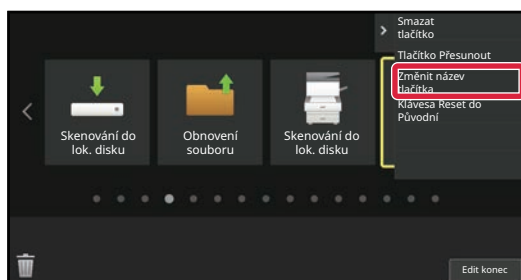 Smazat
tlačítko
Tlačítko Přesunout
Změnit název
tlačítka
Klávesa Reset do
Původní
Skenování do
lok. disku
Obnovení
souboru
Skenování do
lok. disku
Edit konec